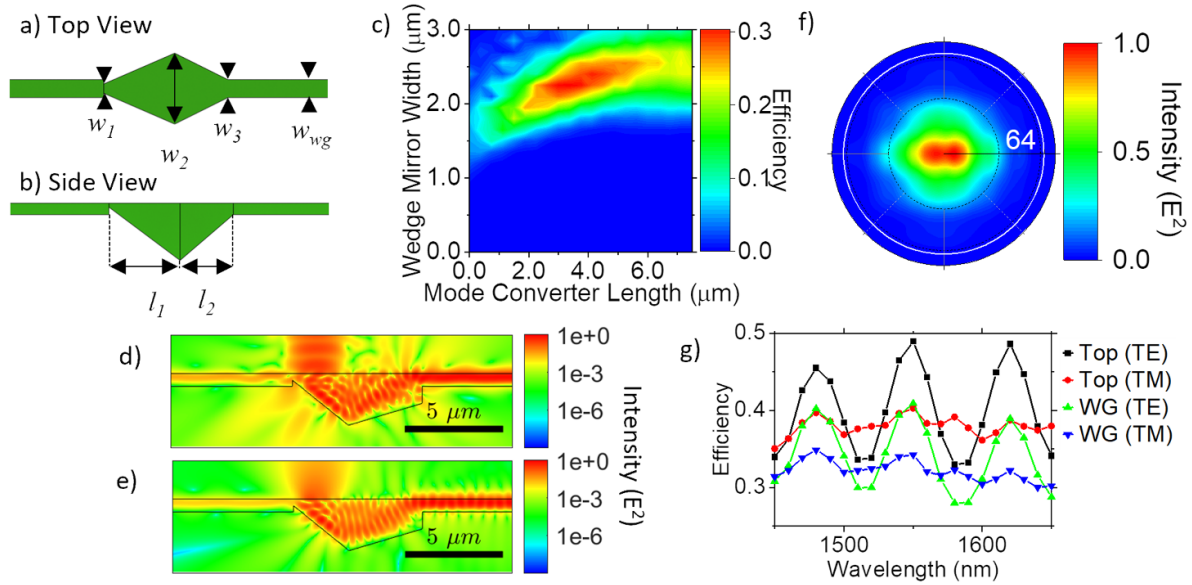 a) Top View
w1
w2
w3
wwg
b) Side View
l1
l2
c)
Wedge Mirror Width (μm)
3.0
2.0
1.0
0.0
0.0 2.0 4.0 6.0
Mode Converter Length (μm)
0.3
0.2
0.1
0.0
Efficiency
f)
64
1.0
0.5
0.0
Intensity (E²)
d)
5 μm
1e+0
1e-3
1e-6
e)
5 μm
1e+0
1e-3
1e-6
Intensity (E²)
g)
Efficiency
0.5
0.4
0.3
1500 1600
Wavelength (nm)
Top (TE)
Top (TM)
WG (TE)
WG (TM)